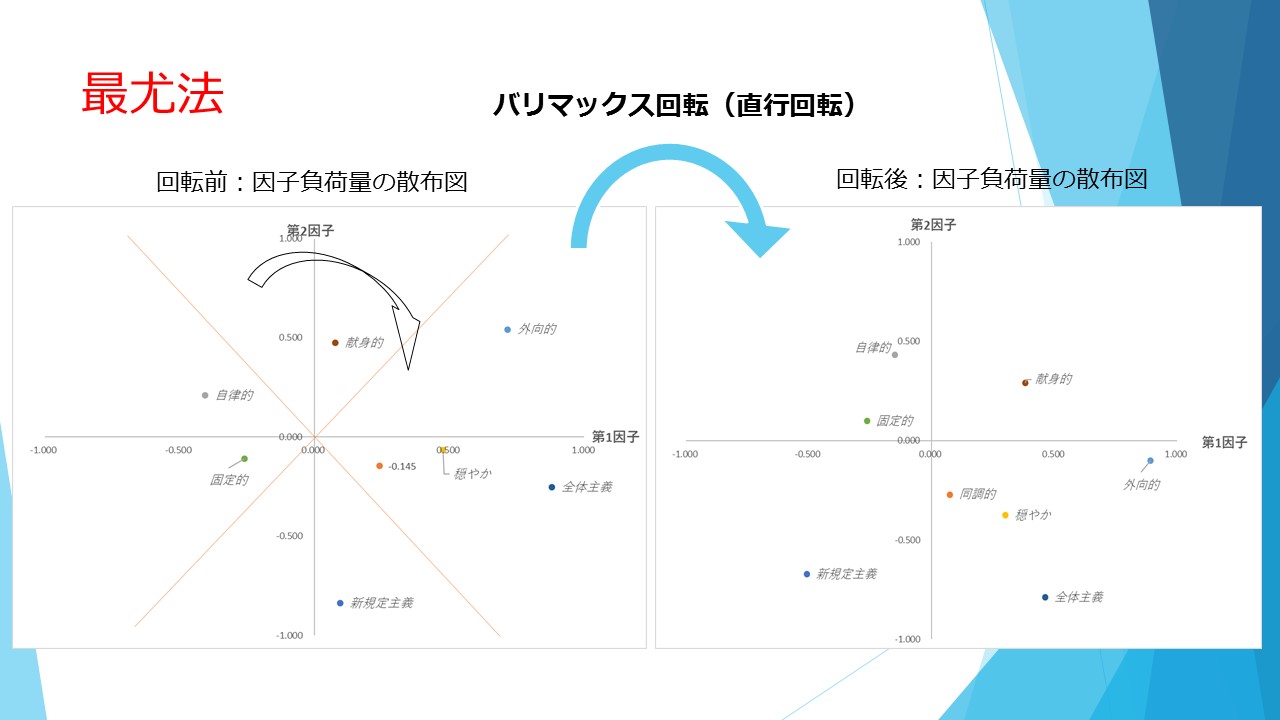 最尤法
バリマックス回転（直行回転）
回転前：因子負荷量の散布図
第2因子
1.000
外向的
0.500
献身的
自律的
0.000
第1因子
-1.000
-0.500
0.000
0.500
1.000
-0.145
穏やか
固定的
全体主義
-0.500
新規定主義
-1.000
回転後：因子負荷量の散布図
第2因子
1.000
自律的
0.500
献身的
固定的
0.000
第1因子
-1.000
-0.500
0.000
0.500
1.000
外向的
同調的
穏やか
-0.500
新規定主義
全体主義
-1.000